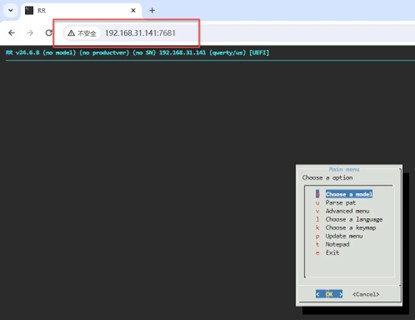 RR
不安全 192.168.31.141:7681
RR v24.6.8 (no model) (no productver) (no SN) 192.168.31.141 (qwerty/us) [UEFI]
Main menu
Choose a option
Choose a model
u Parse pat
v Advanced menu
l Choose a language
k Choose a keymap
p Update menu
t Notepad
e Exit
< OK > <Cancel>